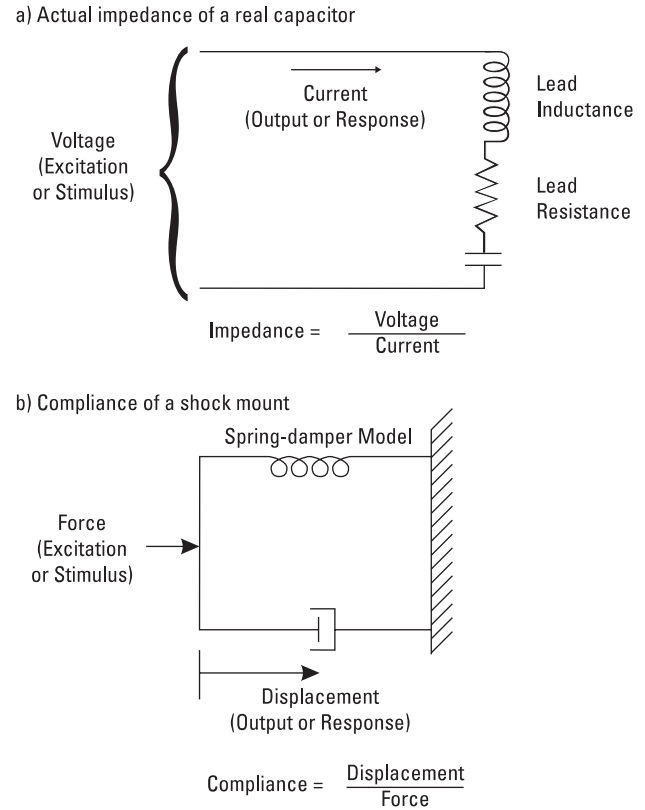 a) Actual impedance of a real capacitor
Voltage
(Excitation
or Stimulus)
Current
(Output or Response)
Lead
Inductance
Lead
Resistance
Impedance =
Voltage
Current
b) Compliance of a shock mount
Spring-damper Model
Force
(Excitation
or Stimulus)
Displacement
(Output or Response)
Compliance =
Displacement
Force